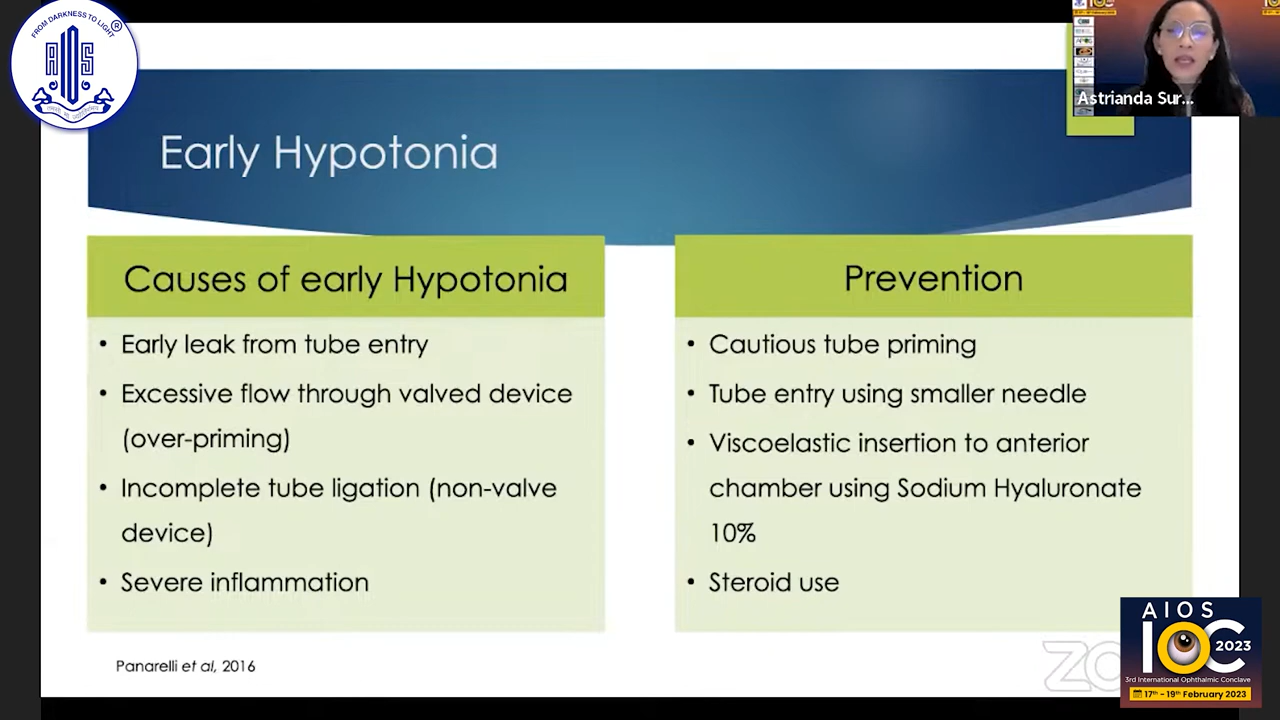 FROM DARKNESS TO LIGHT
®
AIOS
Astrianda Sur...
Early Hypotonia
Causes of early Hypotonia
• Early leak from tube entry
• Excessive flow through valved device
(over-priming)
• Incomplete tube ligation (non-valve
device)
• Severe inflammation
Prevention
• Cautious tube priming
• Tube entry using smaller needle
• Viscoelastic insertion to anterior
chamber using Sodium Hyaluronate
10%
• Steroid use
Panarelli et al, 2016
AIOS
IOC 2023
3rd International Ophthalmic Conclave
17th - 19th February 2023